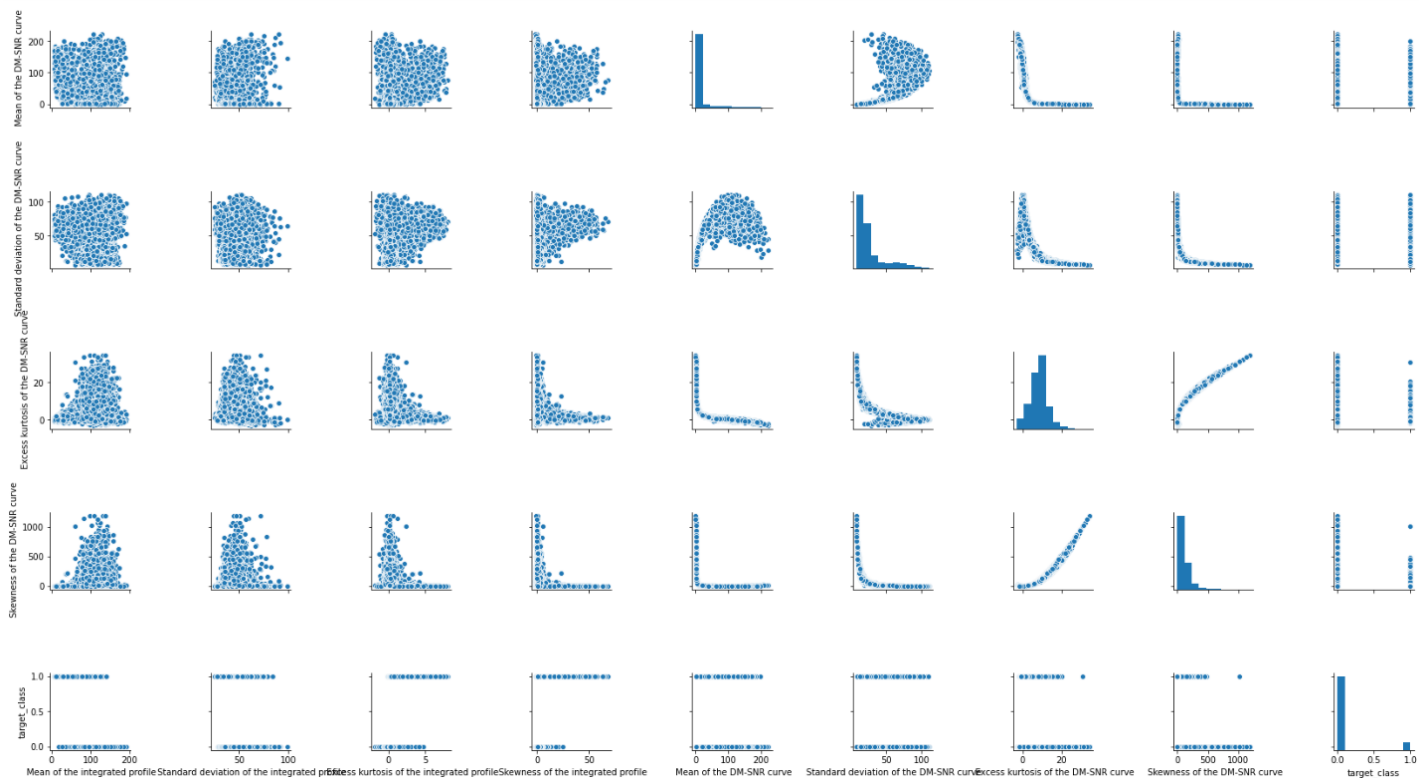 Mean of the DM-SNR curve
200
100
0
Standard deviation of the DM-SNR curve
100
50
Excess kurtosis of the DM-SNR curve
20
0
Skewness of the DM-SNR curve
1000
500
0
target_class
1.0
0.5
0.0
0 100 200
50 100
0 5
0 50
0 100 200
50 100
0 20
0 500 1000
0.0 0.5 1.0
Mean of the integrated profile
Standard deviation of the integrated profile
Excess kurtosis of the integrated profile
Skewness of the integrated profile
Mean of the DM-SNR curve
Standard deviation of the DM-SNR curve
Excess kurtosis of the DM-SNR curve
Skewness of the DM-SNR curve
target_class